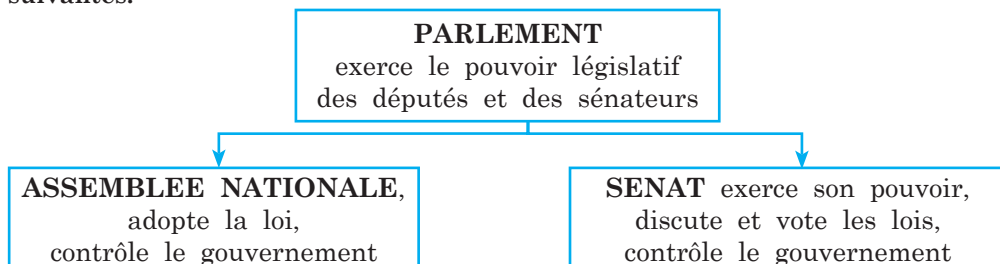 suivantes.
PARLEMENT
exerce le pouvoir législatif
des députés et des sénateurs
ASSEMBLEE NATIONALE,
adopte la loi,
contrôle le gouvernement
SENAT exerce son pouvoir,
discute et vote les lois,
contrôle le gouvernement